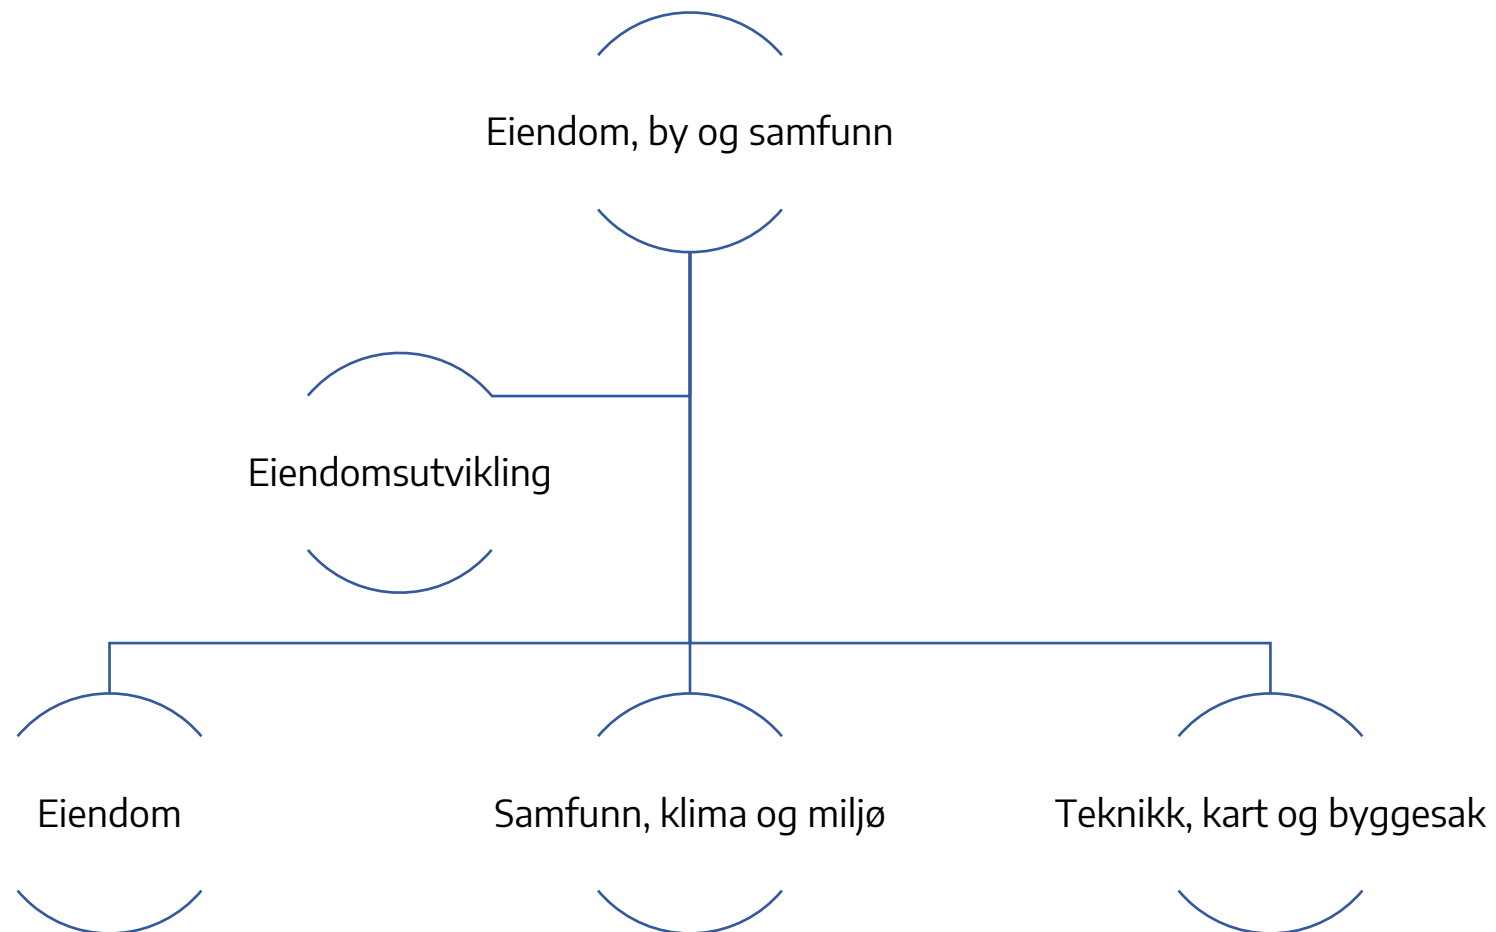 Eiendom, by og samfunn
Eiendomsutvikling
Eiendom
Samfunn, klima og miljø
Teknikk, kart og byggesak